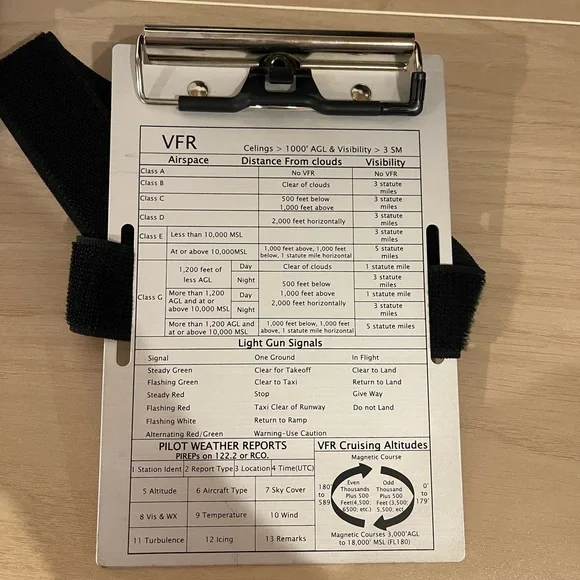 VFR
Celings > 1000' AGL & Visibility > 3 SM
Airspace Distance From clouds Visibility
Class A No VFR No VFR
Class B Clear of clouds 3 statute miles
Class C 500 feet below 1,000 feet above 3 statute miles
Class D 2,000 feet horizontally 3 statute miles
Class E Less than 10,000 MSL 3 statute miles
At or above 10,000MSL 1,000 feet above, 1,000 feet below, 1 statute mile horizontal 5 statute miles
Class G 1,200 feet of less AGL Day Clear of clouds 1 statute mile
Night 500 feet below 1,000 feet above 2,000 feet horizontally 3 statute miles
More than 1,200 AGL and at or above 10,000 MSL Day 1 statute mile
Night 3 statute miles
More than 1,200 AGL and at or above 10,000 MSL 1,000 feet below, 1,000 feet above, 1 statute mile horizontal 5 statute miles
Light Gun Signals
Signal One Ground In Flight
Steady Green Clear for Takeoff Clear to Land
Flashing Green Clear to Taxi Return to Land
Steady Red Stop Give Way
Flashing Red Taxi Clear of Runway Do not Land
Flashing White Return to Ramp
Alternating Red/Green Warning-Use Caution
PILOT WEATHER REPORTS
PIREPs on 122.2 or RCO.
1 Station Ident 2 Report Type 3 Location 4 Time(UTC)
5 Altitude 6 Aircraft Type 7 Sky Cover
8 Vis & WX 9 Temperature 10 Wind
11 Turbulence 12 Icing 13 Remarks
VFR Cruising Altitudes
Magnetic Course
180°
to
589
Even
Thousands
Plus 500
Feet(4,500;
6500; etc.)
Odd
Thousand
Plus 500
Feet (3,500;
5,500; ect.
0°
to
179°
Magnetic Courses 3,000'AGL
to 18,000' MSL (FL180)